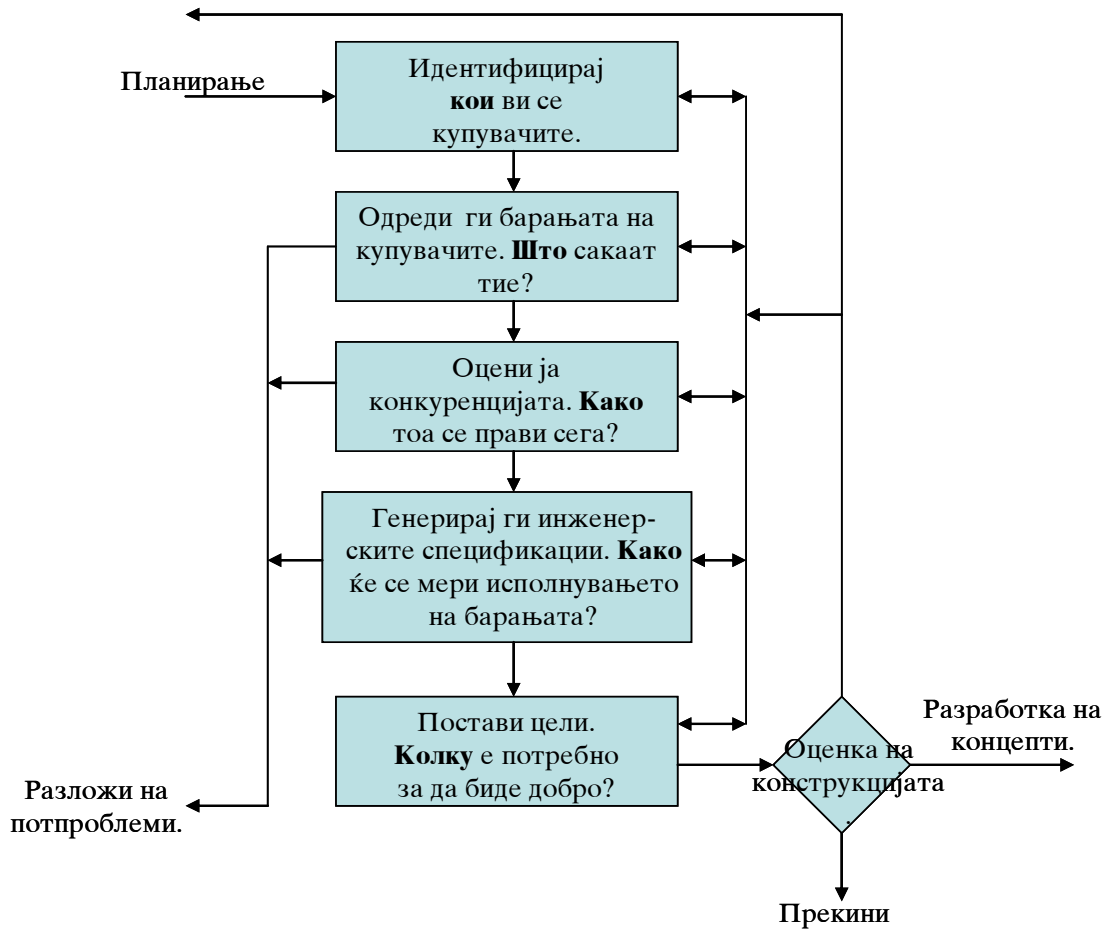 Планирање
Идентификувај
кои ви се
купувачите.
Одреди ги барањата на
купувачите. Што сакаат
тие?
Оцени ја
конкуренцијата. Како
тоа се прави сега?
Генерирај ги инженер-
ските спецификации. Како
ќе се мери исполнувањето
на барањата?
Постави цели.
Колку е потребно
за да биде добро?
Разложи на
потпроблеми.
Оценка на
конструкцијата
.
Разработка на
концепти.
Прекини